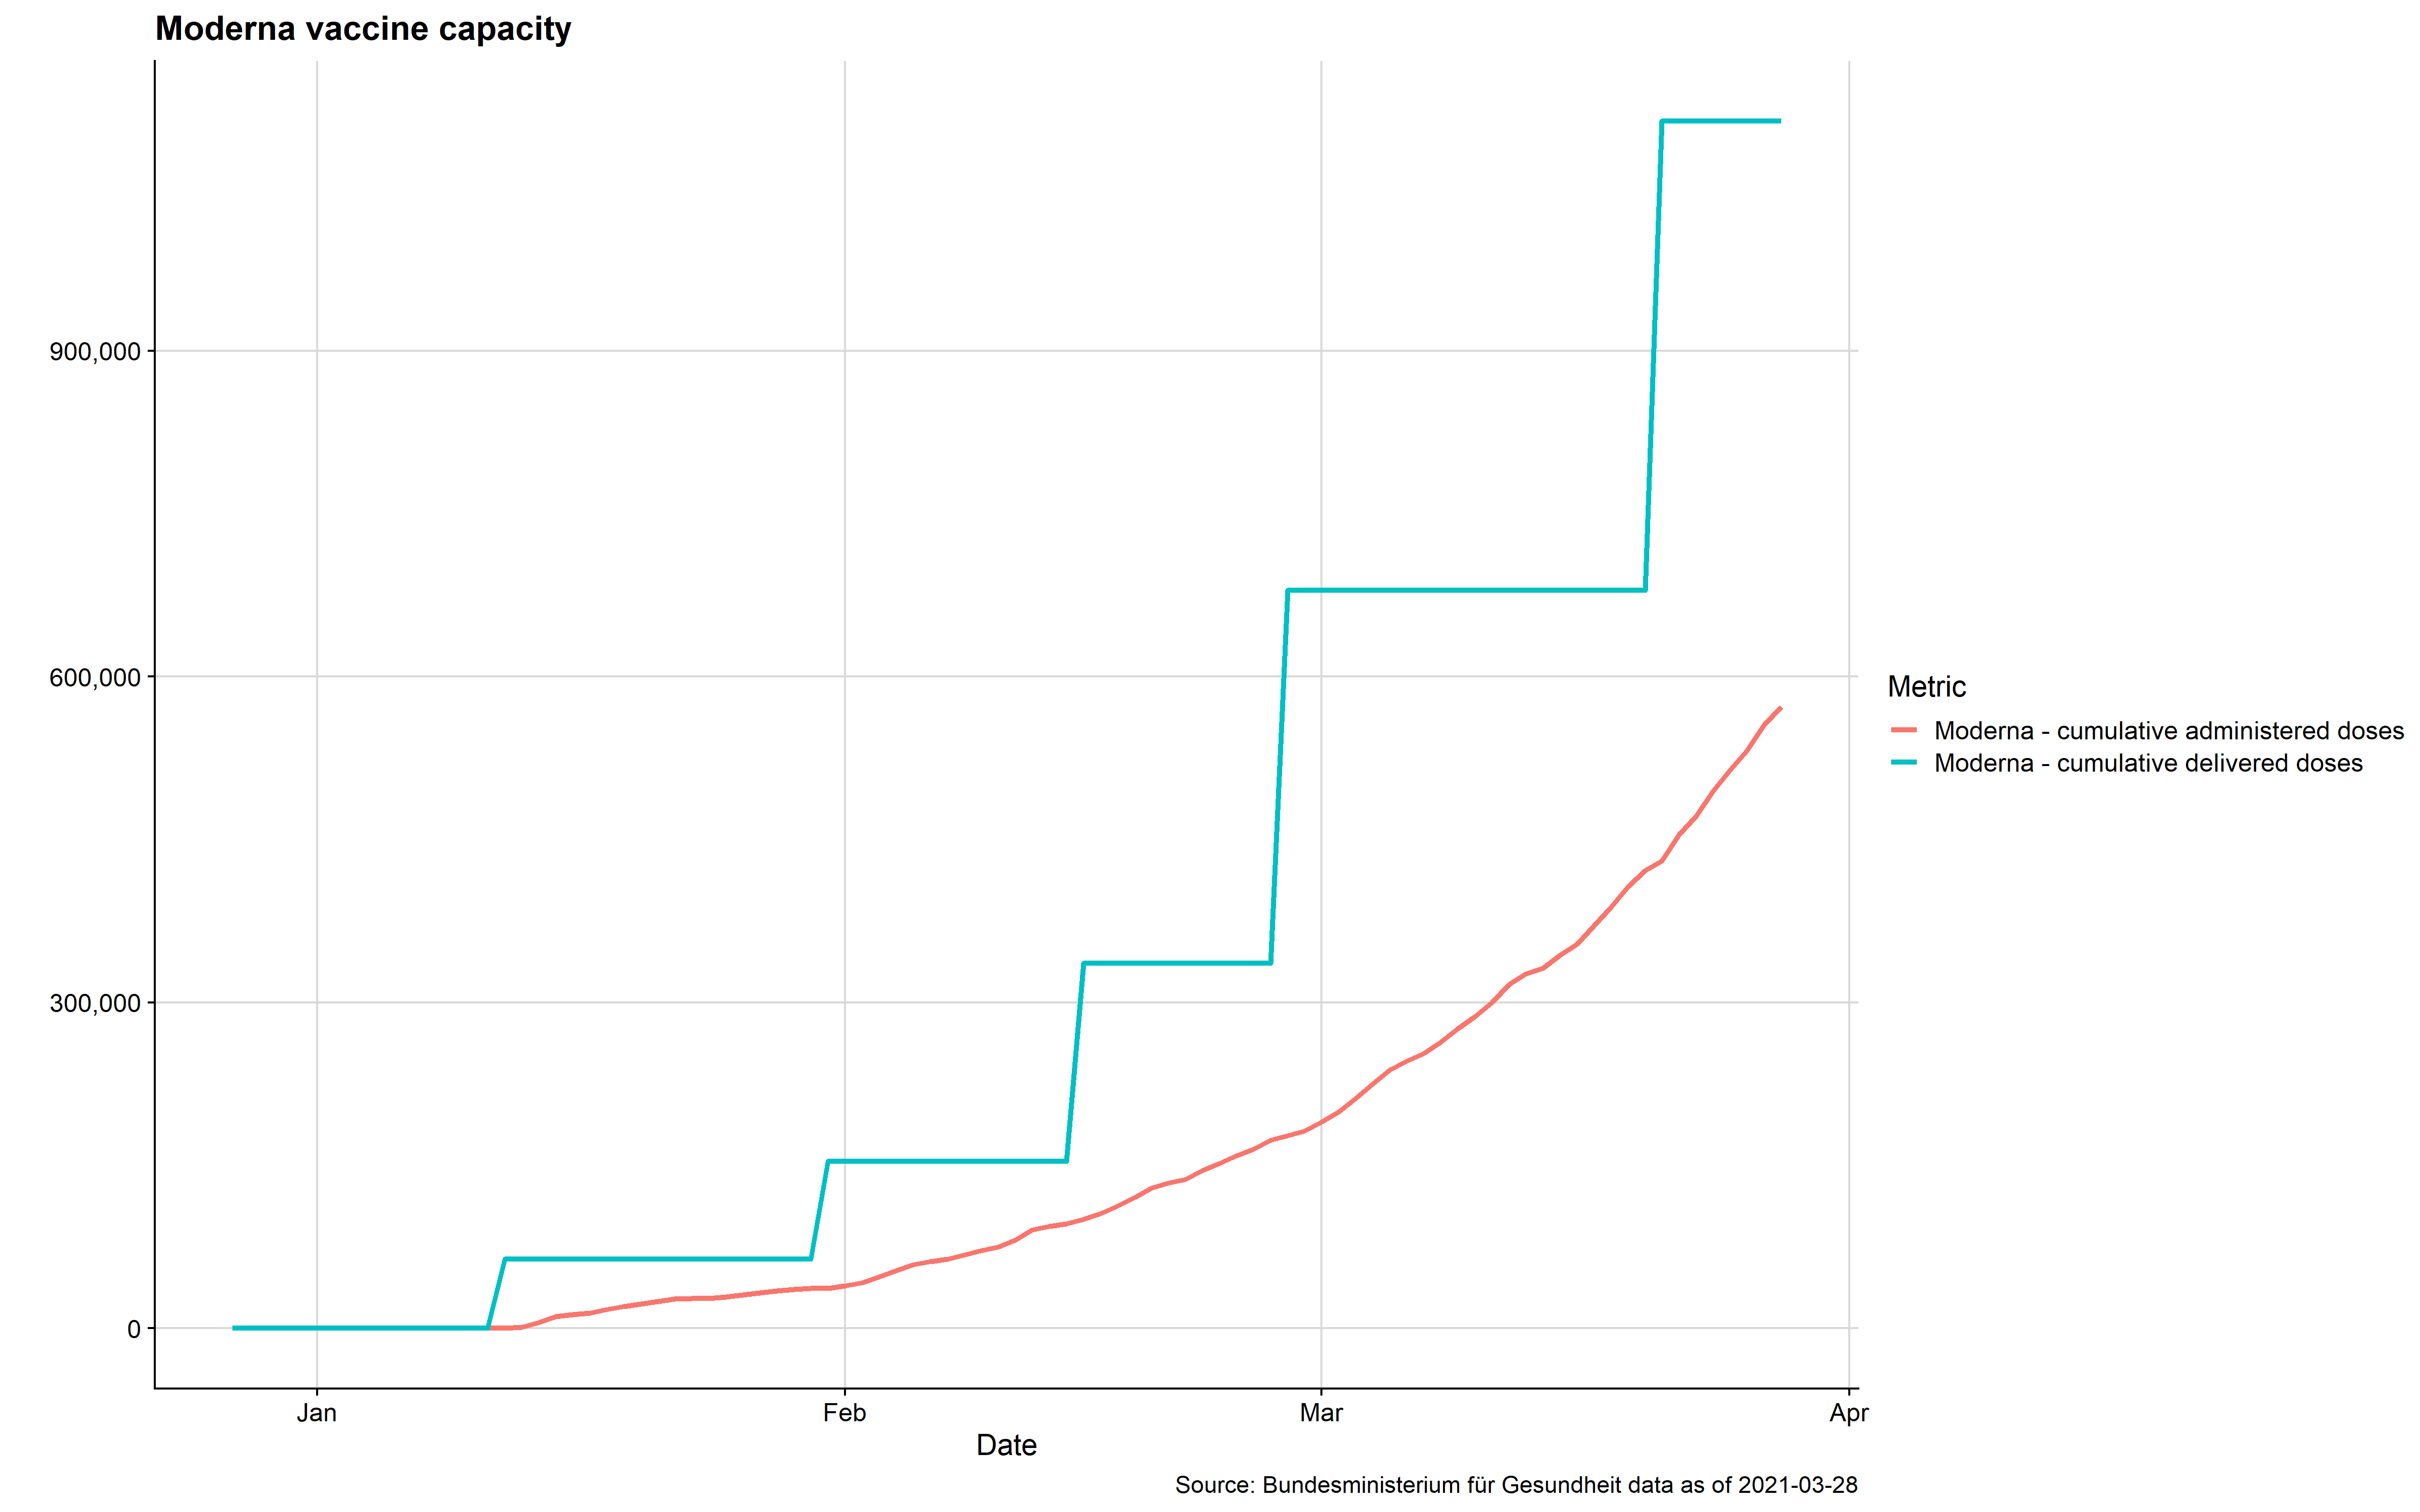 Moderna vaccine capacity
900,000
600,000
300,000
0
Jan Feb Mar Apr
Date
Metric
Moderna - cumulative administered doses
Moderna - cumulative delivered doses
Source: Bundesministerium für Gesundheit data as of 2021-03-28